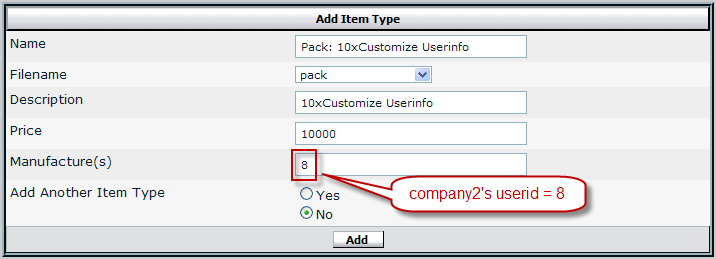 Add Item Type
Name Pack: 10xCustomize Userinfo
Filename pack
Description 10xCustomize Userinfo
Price 10000
Manufacture(s) 8
company2's userid = 8
Add Another Item Type Yes
No
Add